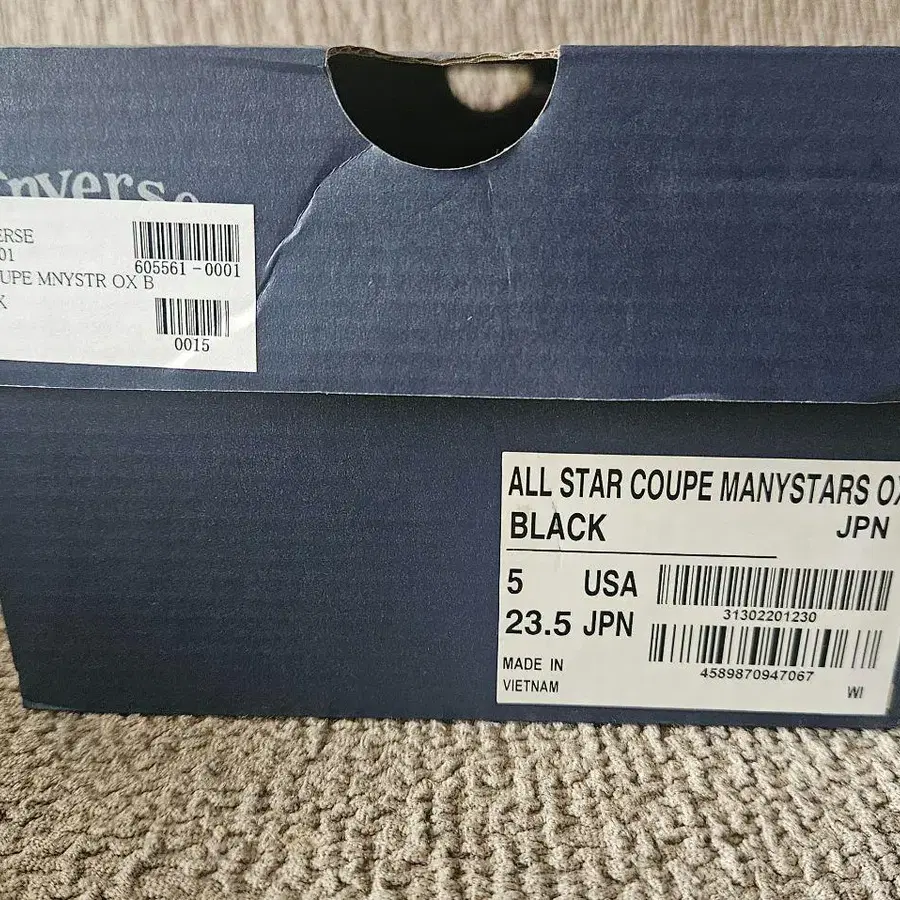 nverse
ERSE
01
605561-0001
UPE MNYSTR OX B
X
0015
ALL STAR COUPE MANYSTARS OX
BLACK JPN
5 USA
31302201230
23.5 JPN
4589870947067
MADE IN
VIETNAM
WI